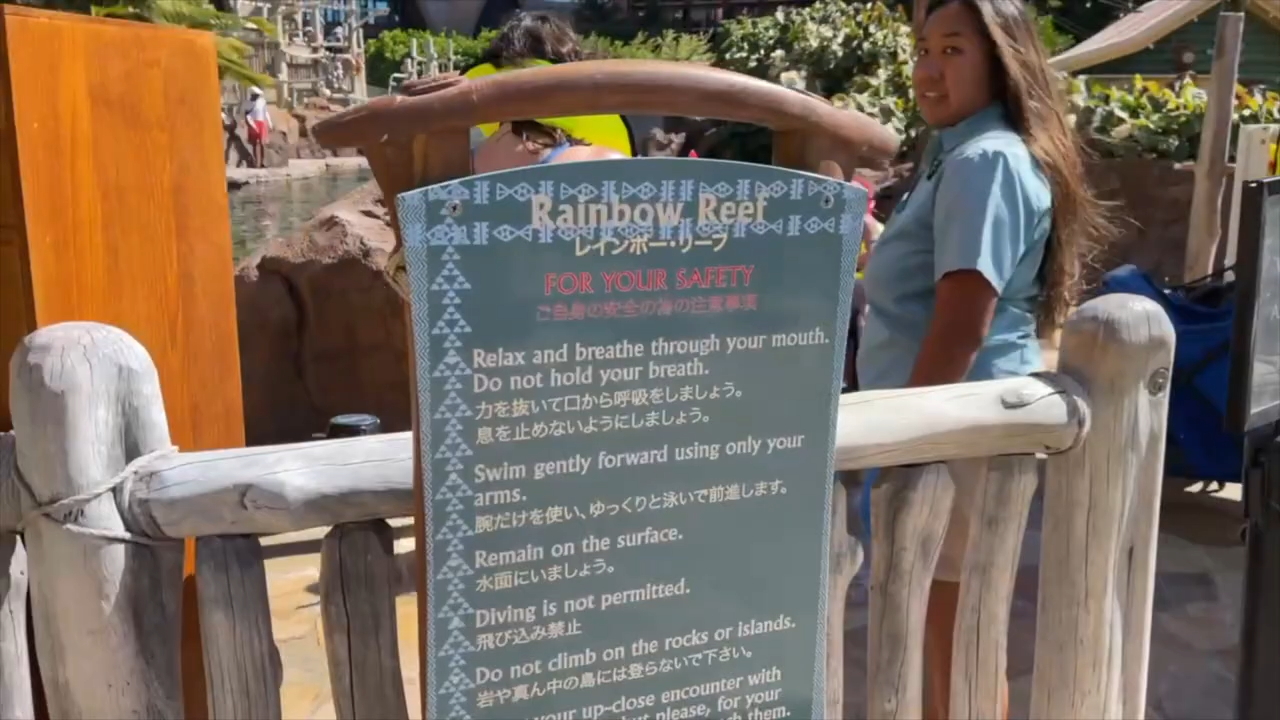 Rainbow Reef
レインボー・リーフ
FOR YOUR SAFETY
ご自身の安全の為の注意事項
Relax and breathe through your mouth.
Do not hold your breath.
力を抜いて口から呼吸をしましょう。
息を止めないようにしましょう。
Swim gently forward using only your
arms.
腕だけを使い、ゆっくりと泳いで前進します。
Remain on the surface.
水面にいましょう。
Diving is not permitted.
飛び込み禁止
Do not climb on the rocks or islands.
岩や真ん中の島には登らないで下さい。
your up-close encounter with
but please, for your
them.